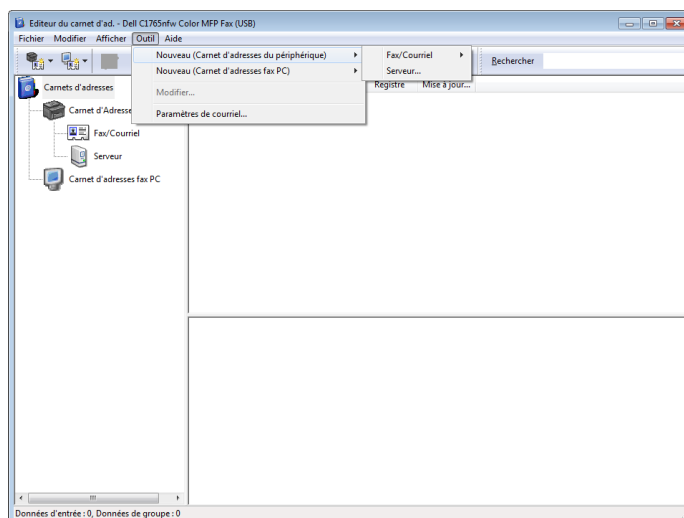 Editeur du carnet d'ad. - Dell C1765nfw Color MFP Fax (USB)
Fichier Modifier Afficher Outil Aide
Nouveau (Carnet d'adresses du périphérique)
Nouveau (Carnet d'adresses fax PC)
Modifier...
Paramètres de courriel...
Fax/Courriel
Serveur...
Rechercher
Registre Mise à jour...
Carnets d'adresses
Carnet d'Adresse
Fax/Courriel
Serveur
Carnet d'adresses fax PC
Données d'entrée : 0, Données de groupe : 0